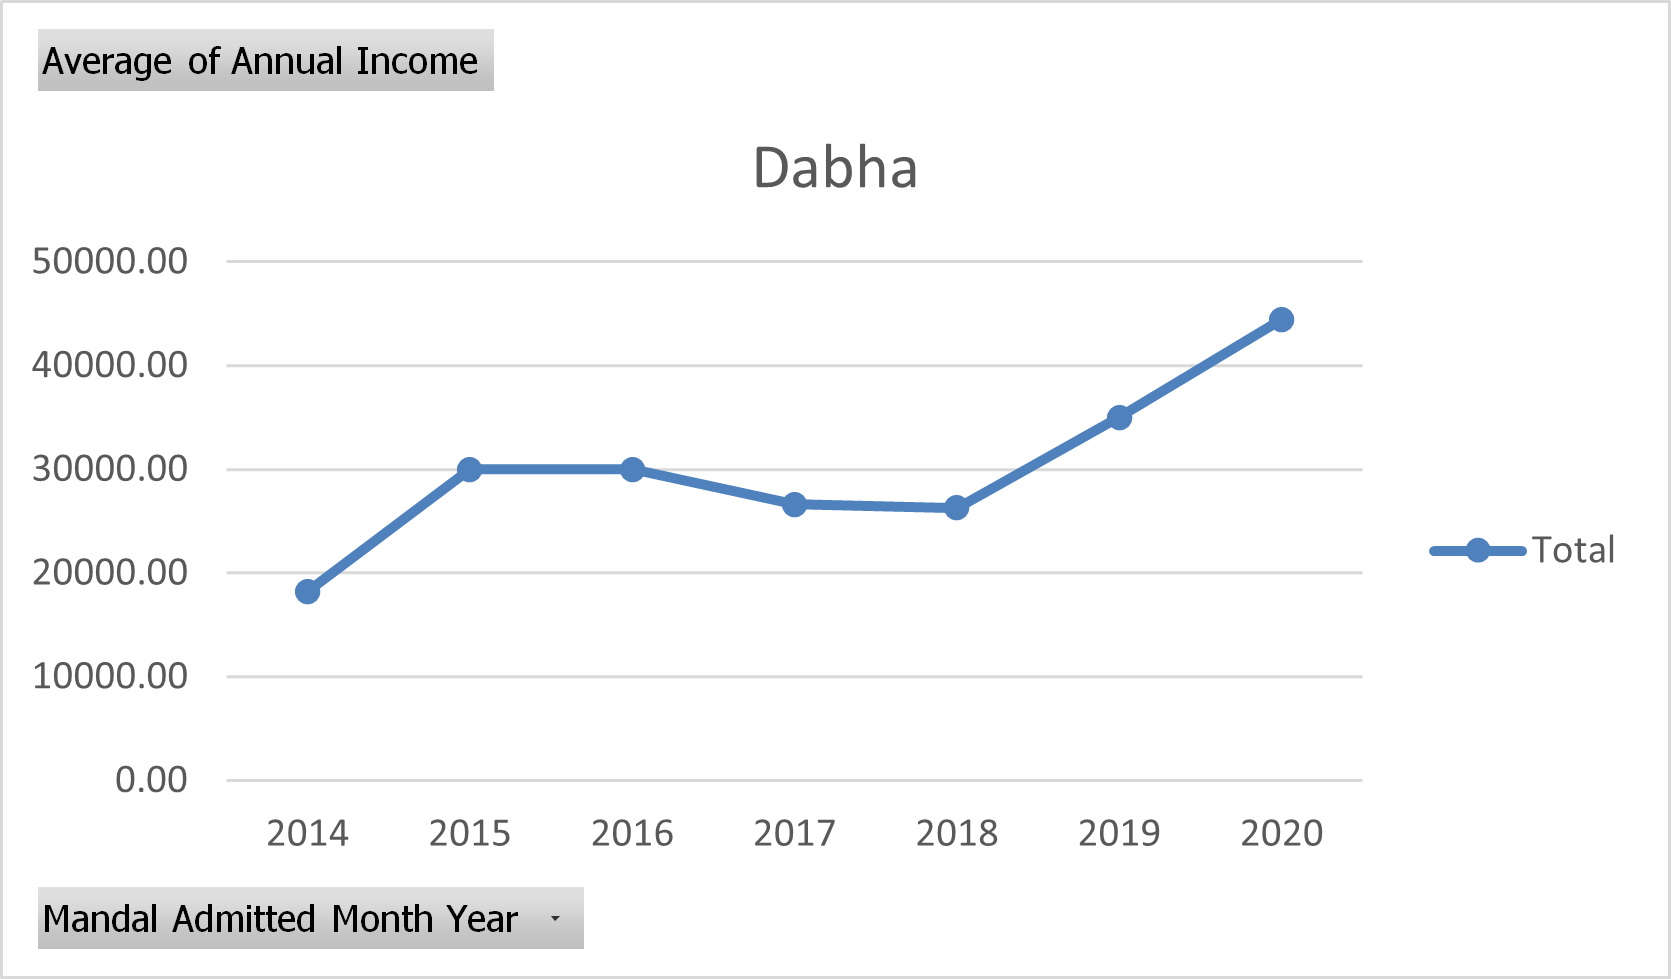 Average of Annual Income
Dabha
50000.00
40000.00
30000.00
20000.00
10000.00
0.00
2014 2015 2016 2017 2018 2019 2020
Total
Mandal Admitted Month Year